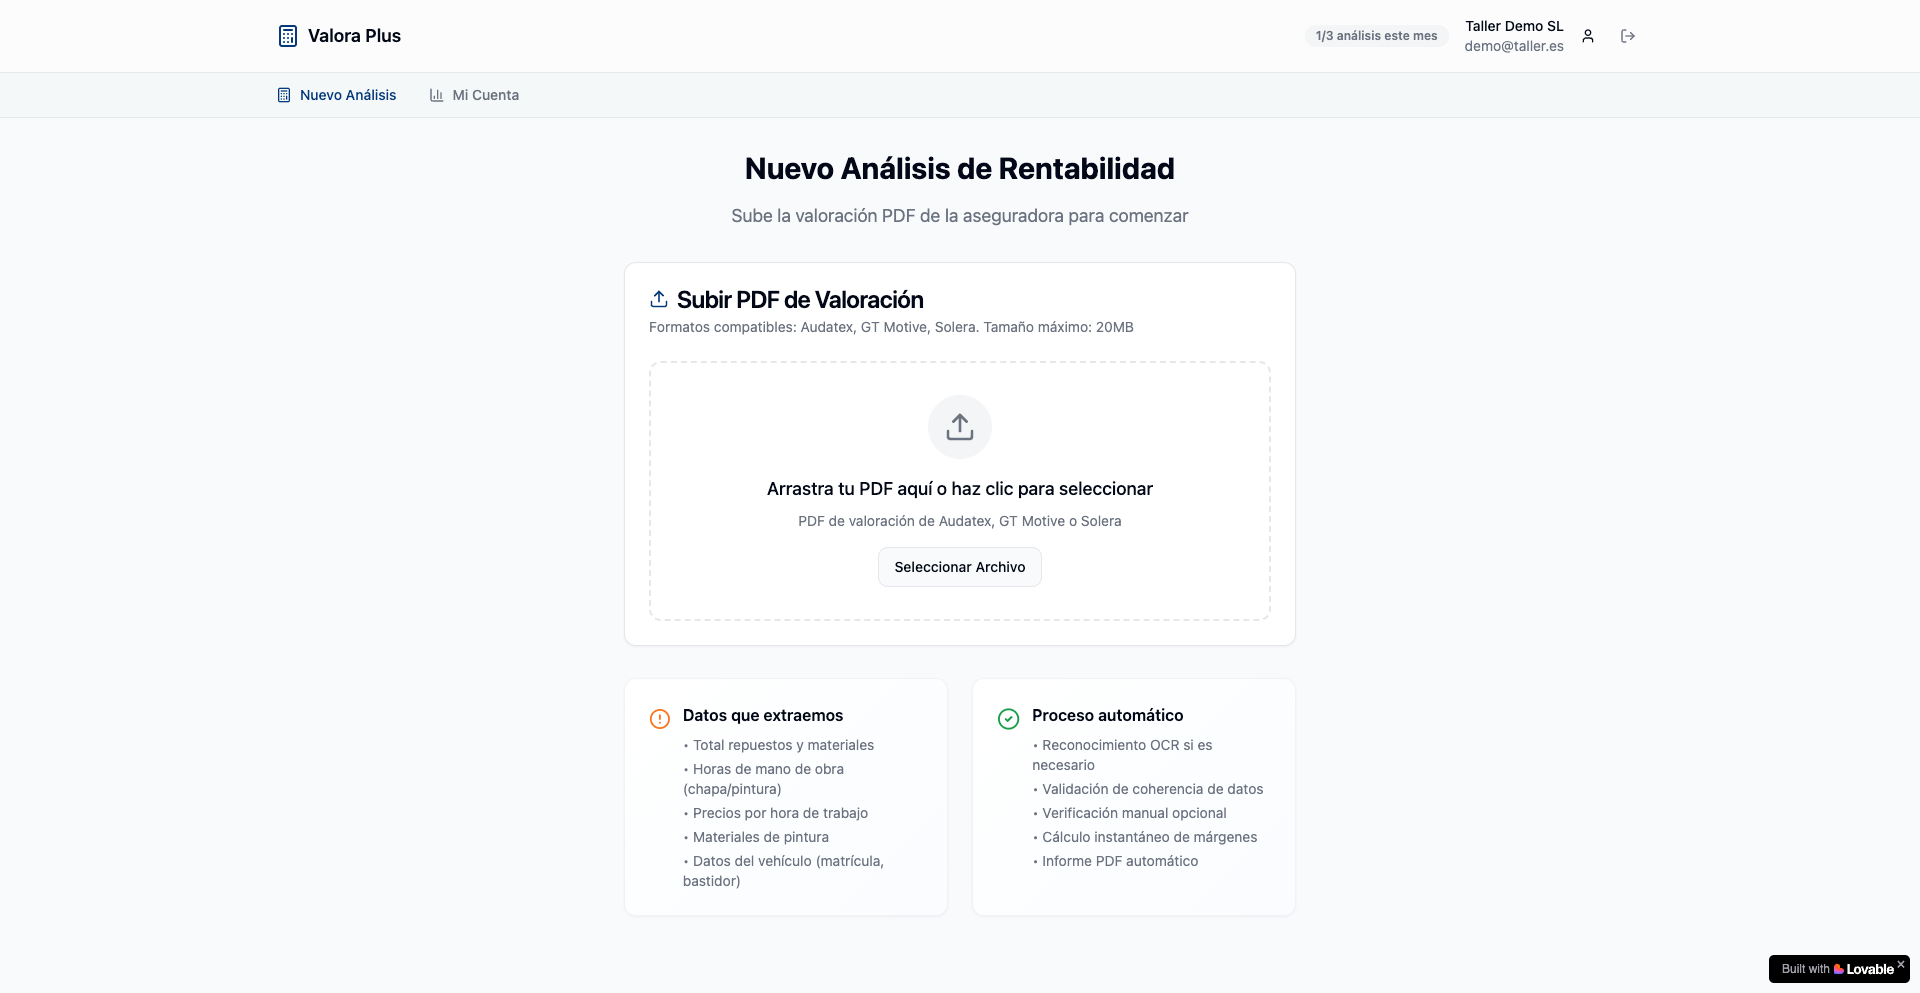 Valora Plus
1/3 análisis este mes
Taller Demo SL
demo@taller.es
Nuevo Análisis
Mi Cuenta
Nuevo Análisis de Rentabilidad
Sube la valoración PDF de la aseguradora para comenzar
Subir PDF de Valoración
Formatos compatibles: Audatex, GT Motive, Solera. Tamaño máximo: 20MB
Arrastra tu PDF aquí o haz clic para seleccionar
PDF de valoración de Audatex, GT Motive o Solera
Seleccionar Archivo
Datos que extraemos
• Total repuestos y materiales
• Horas de mano de obra
(chapa/pintura)
• Precios por hora de trabajo
• Materiales de pintura
• Datos del vehículo (matrícula,
bastidor)
Proceso automático
• Reconocimiento OCR si es
necesario
• Validación de coherencia de datos
• Verificación manual opcional
• Cálculo instantáneo de márgenes
• Informe PDF automático
Built with Lovable